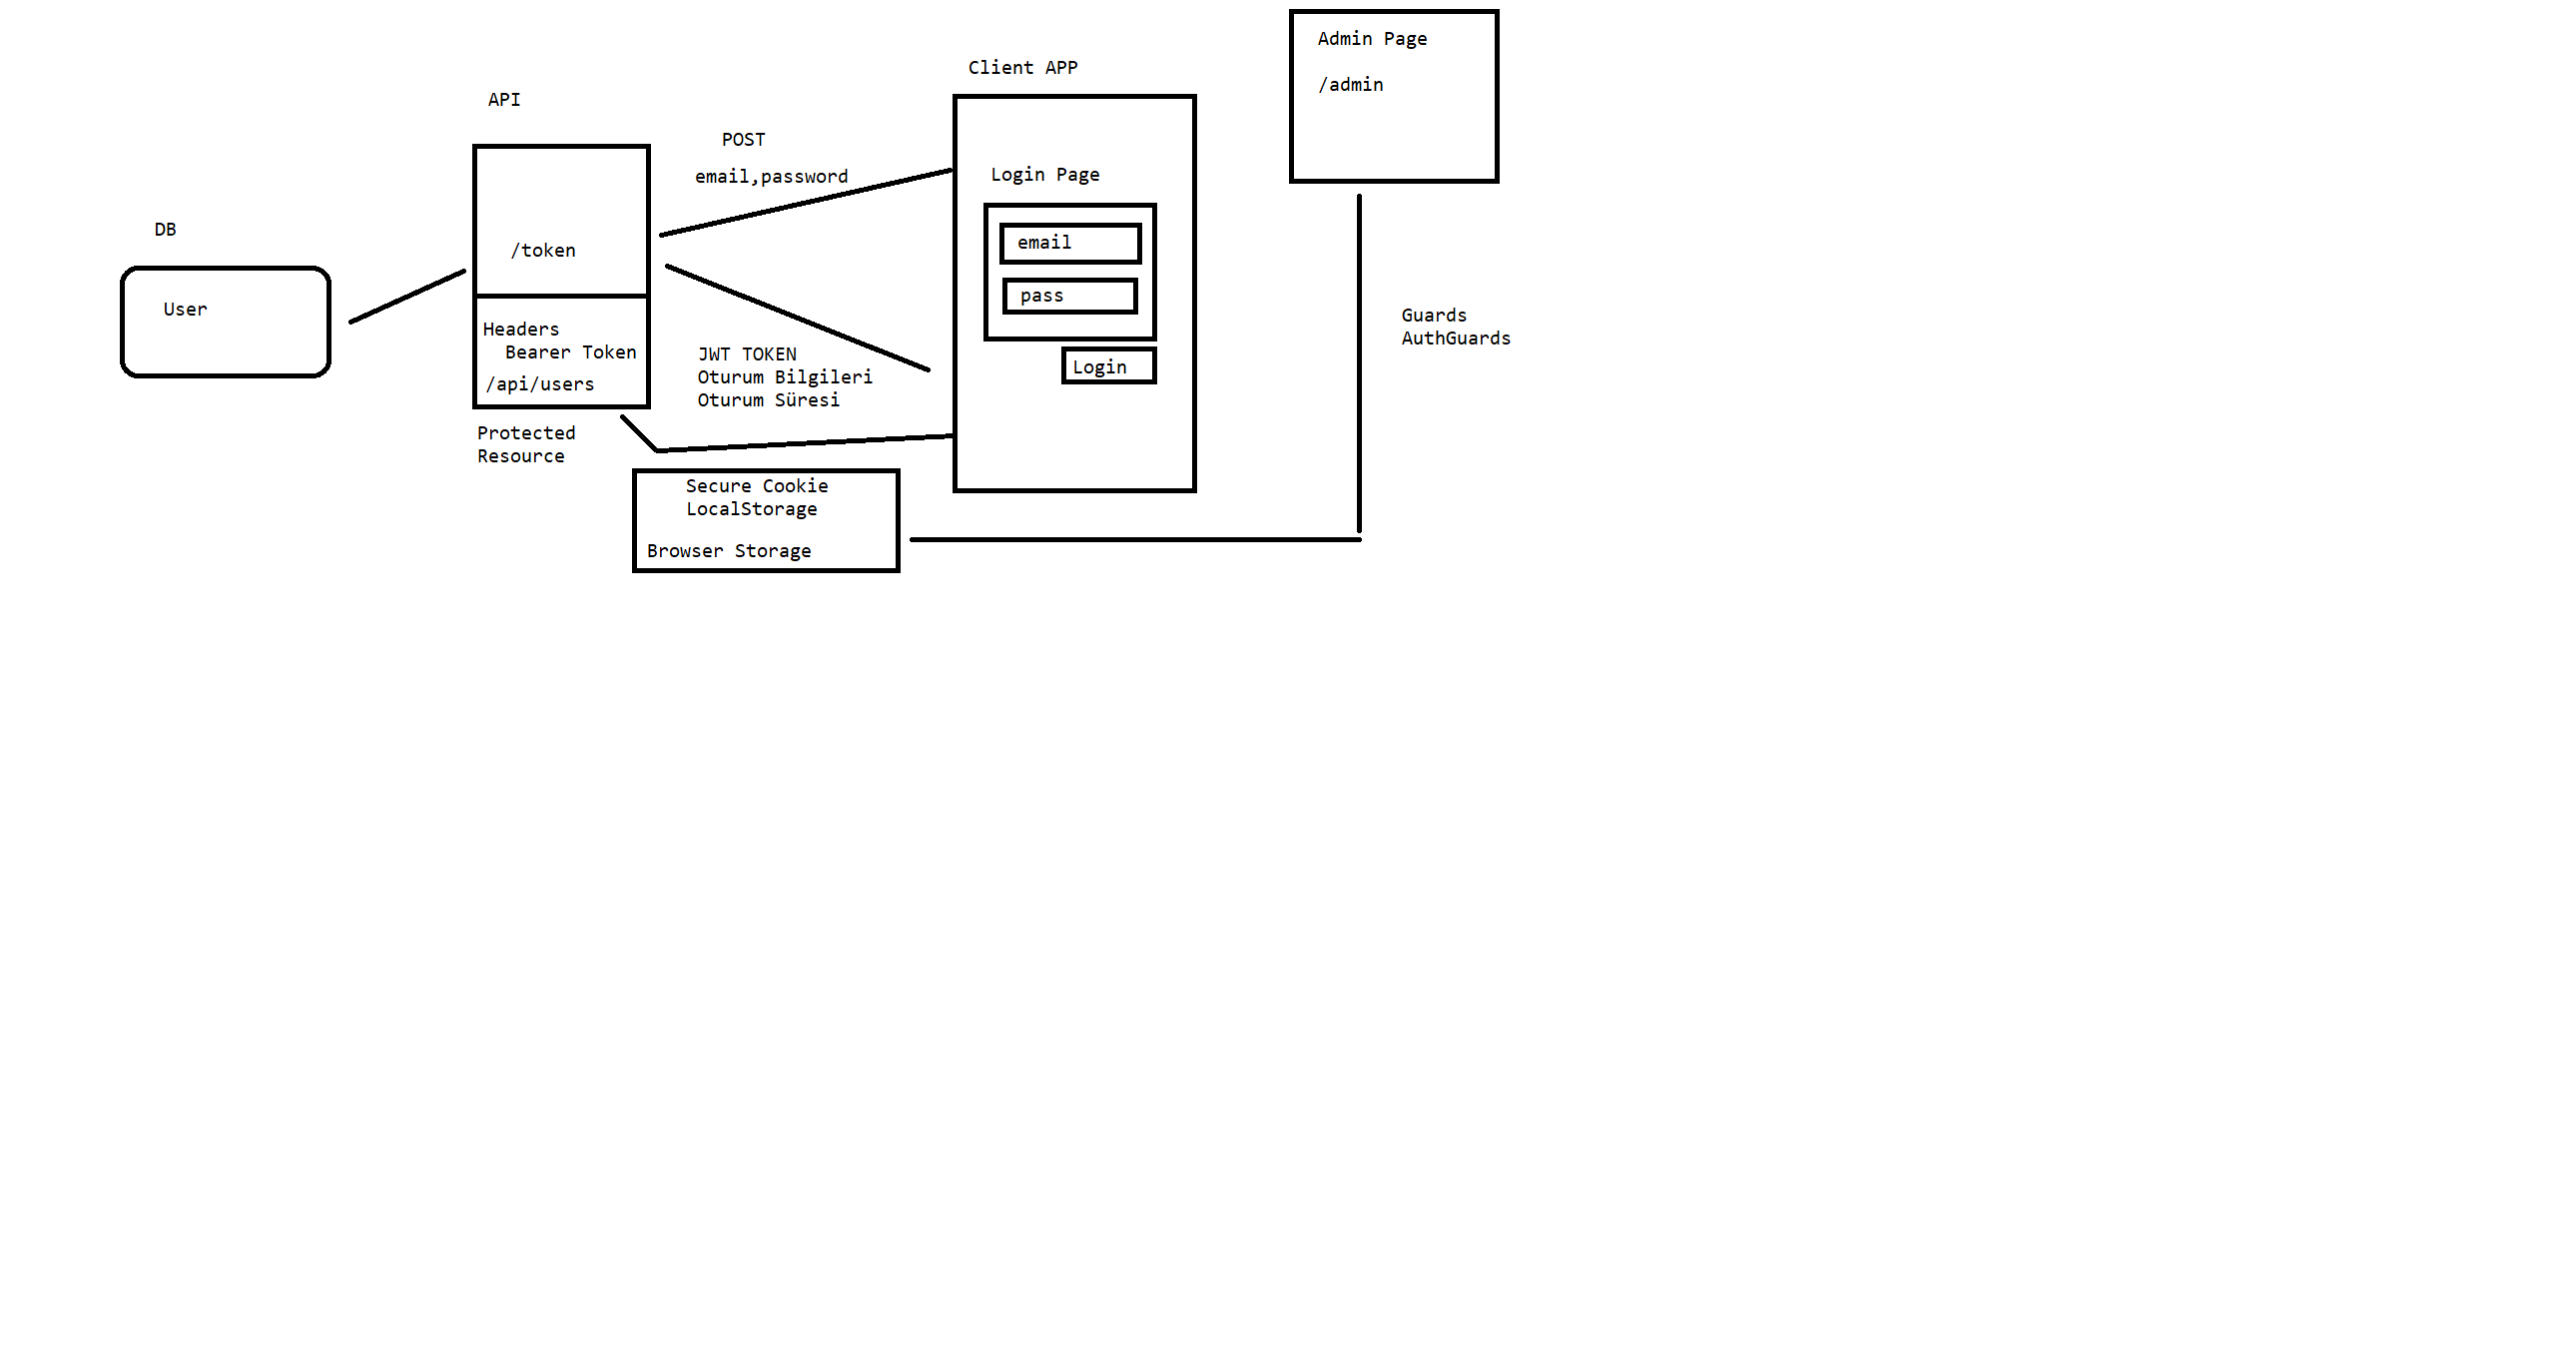 Admin Page
/admin
Client APP
API
POST
email,password
Login Page
DB
/token
email
User
pass
Headers
Bearer Token
/api/users
JWT TOKEN
Oturum Bilgileri
Oturum Süresi
Login
Guards
AuthGuards
Protected
Resource
Secure Cookie
LocalStorage
Browser Storage